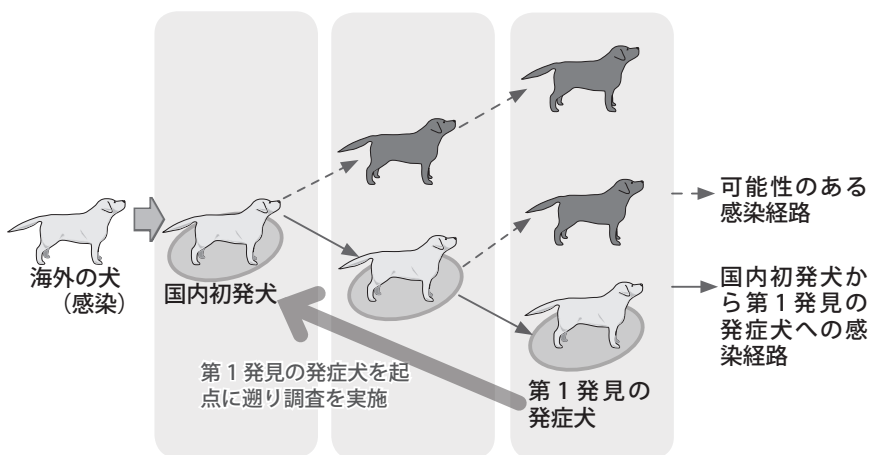 海外の犬
（感染）
国内初発犬
第１発見の発症犬を起
点に遡り調査を実施
第１発見の
発症犬
可能性のある
感染経路
国内初発犬か
ら第１発見の
発症犬への感
染経路